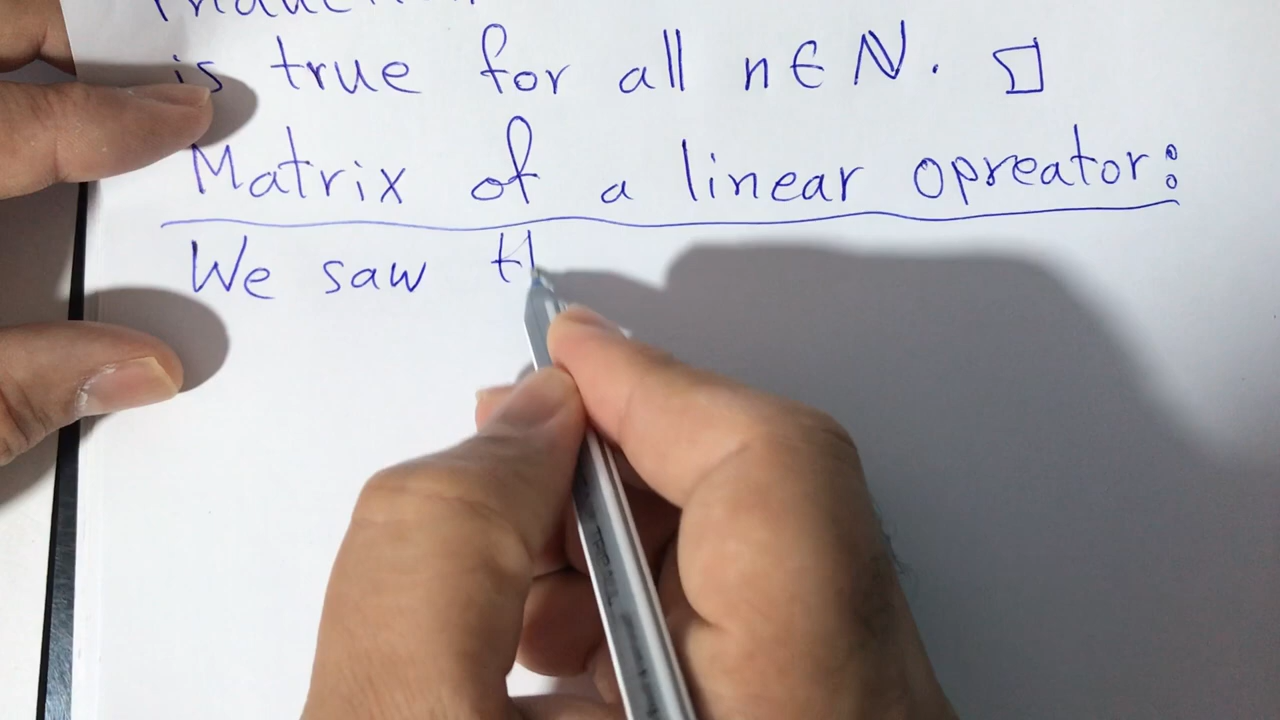 is true for all n ∈ ℕ. □
Matrix of a linear opreator:
We saw